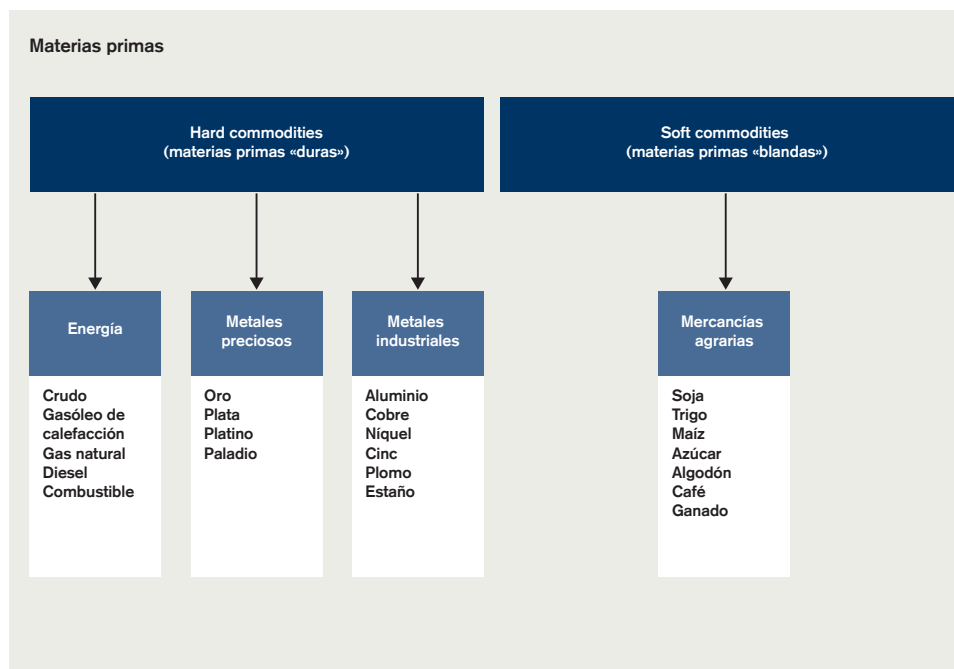 Materias primas
Hard commodities
(materias primas «duras»)
Soft commodities
(materias primas «blandas»)
Energía
Crudo
Gasóleo de
calefacción
Gas natural
Diesel
Combustible
Metales
preciosos
Oro
Plata
Platino
Paladio
Metales
industriales
Aluminio
Cobre
Níquel
Cinc
Plomo
Estaño
Mercancías
agrarias
Soja
Trigo
Maíz
Azúcar
Algodón
Café
Ganado